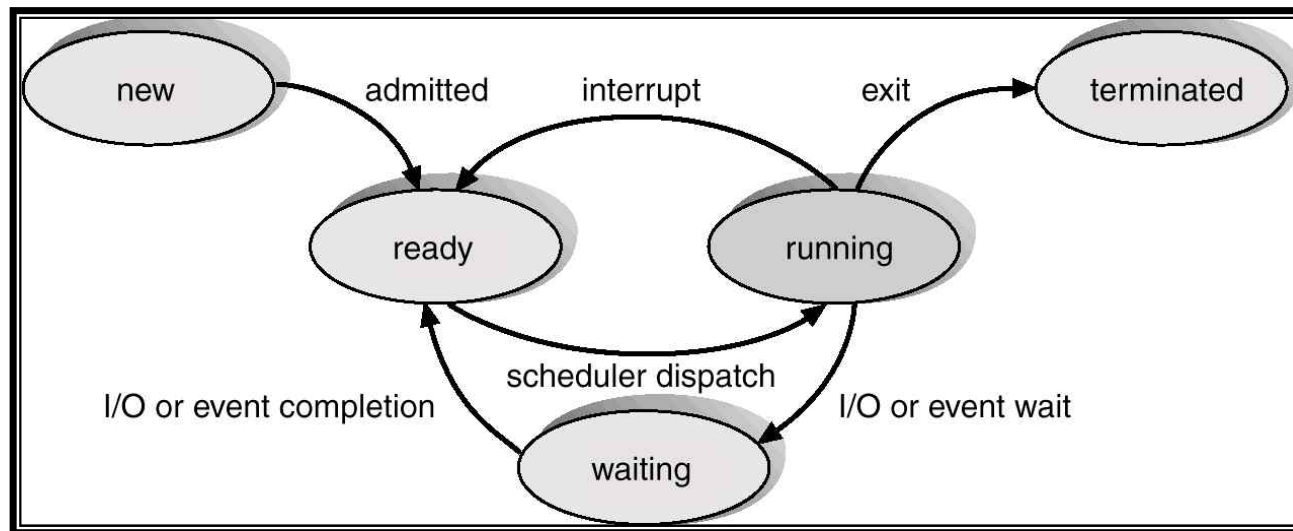 new
admitted
interrupt
exit
terminated
ready
running
scheduler dispatch
I/O or event completion
I/O or event wait
waiting